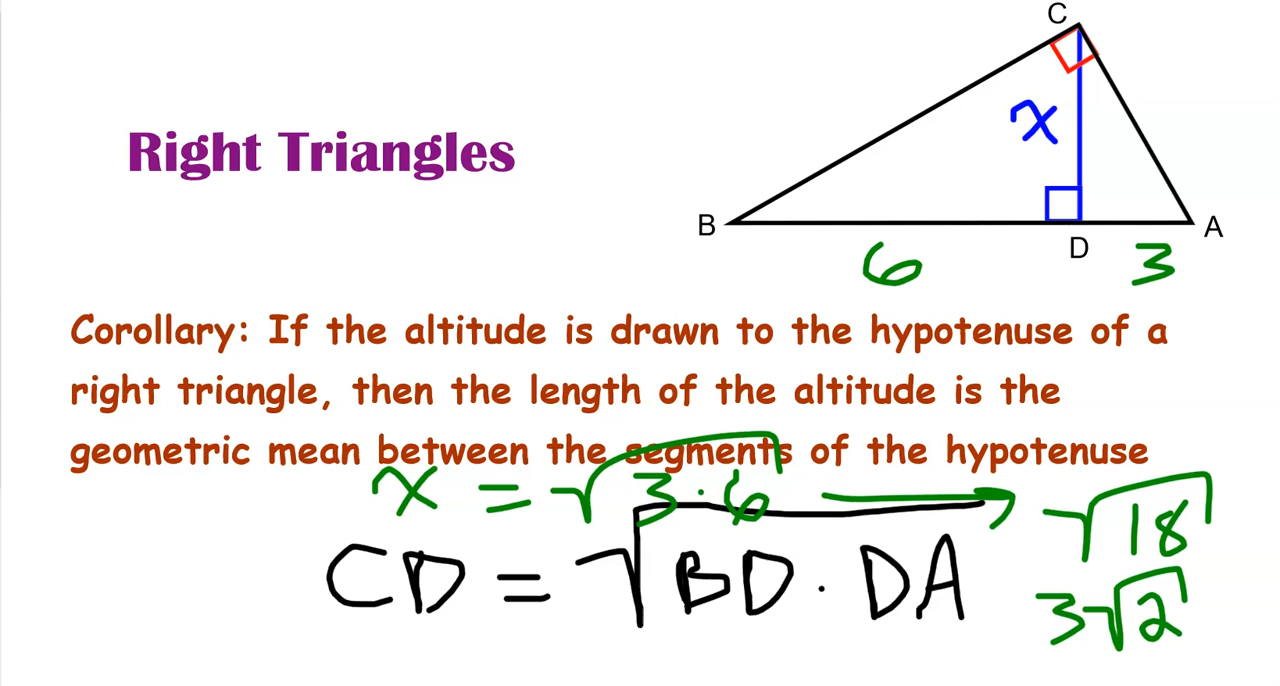 C
Right Triangles
x
B
D
A
6
3
Corollary: If the altitude is drawn to the hypotenuse of a
right triangle, then the length of the altitude is the
geometric mean between the segments of the hypotenuse
x = √3·6 → √18
CD = √BD · DA
3√2